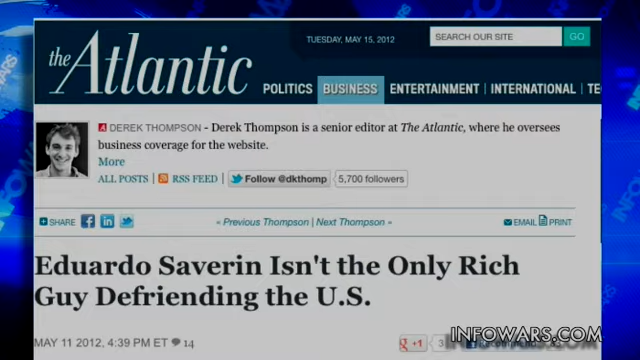 the Atlantic
TUESDAY, MAY 15, 2012
SEARCH OUR SITE
GO
POLITICS | BUSINESS | ENTERTAINMENT | INTERNATIONAL | TE
DEREK THOMPSON - Derek Thompson is a senior editor at The Atlantic, where he oversees
business coverage for the website.
More
ALL POSTS | RSS FEED | Follow @dkthomp 5,700 followers
SHARE
« Previous Thompson | Next Thompson »
EMAIL PRINT
Eduardo Saverin Isn't the Only Rich
Guy Defriending the U.S.
MAY 11 2012, 4:39 PM ET 14
+1 3
INFOWARS.COM